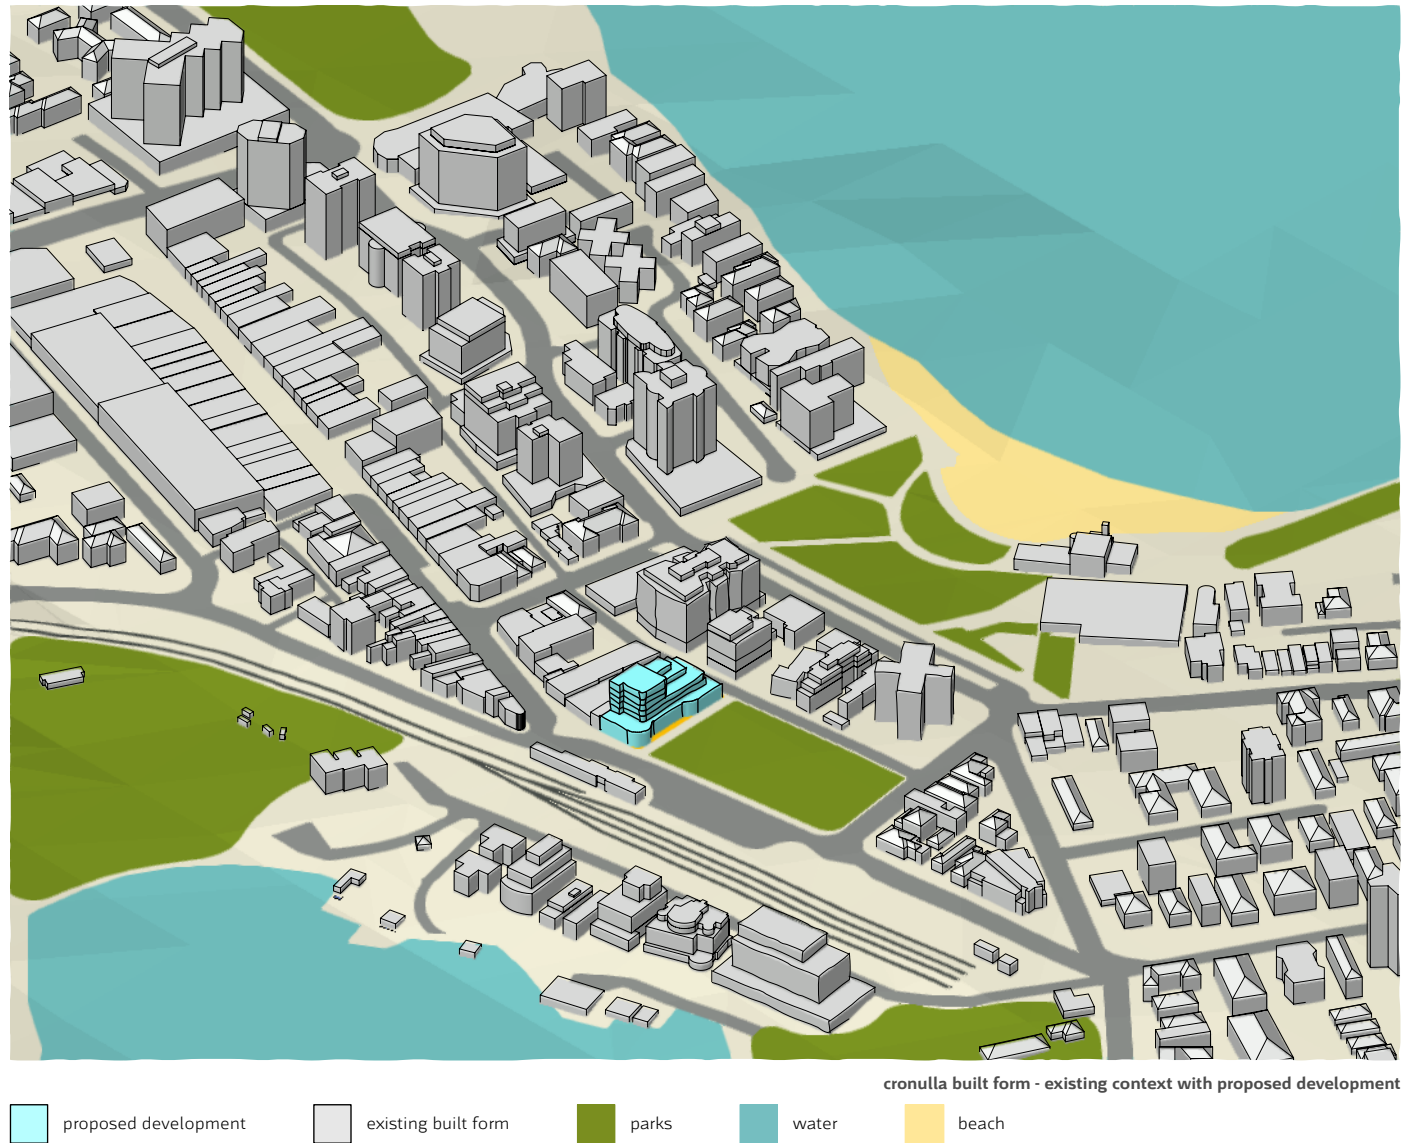 cronulla built form - existing context with proposed development
proposed development
existing built form
parks
water
beach